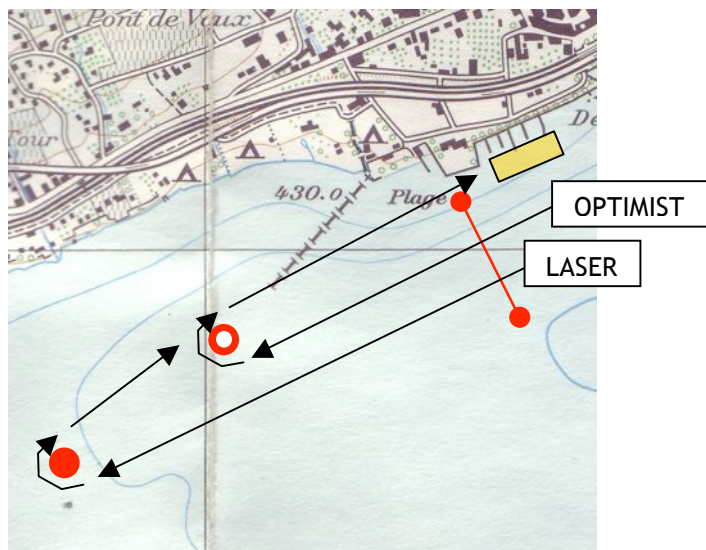 Pont de Vaux
Tour
430.0
Plage
De
OPTIMIST
LASER